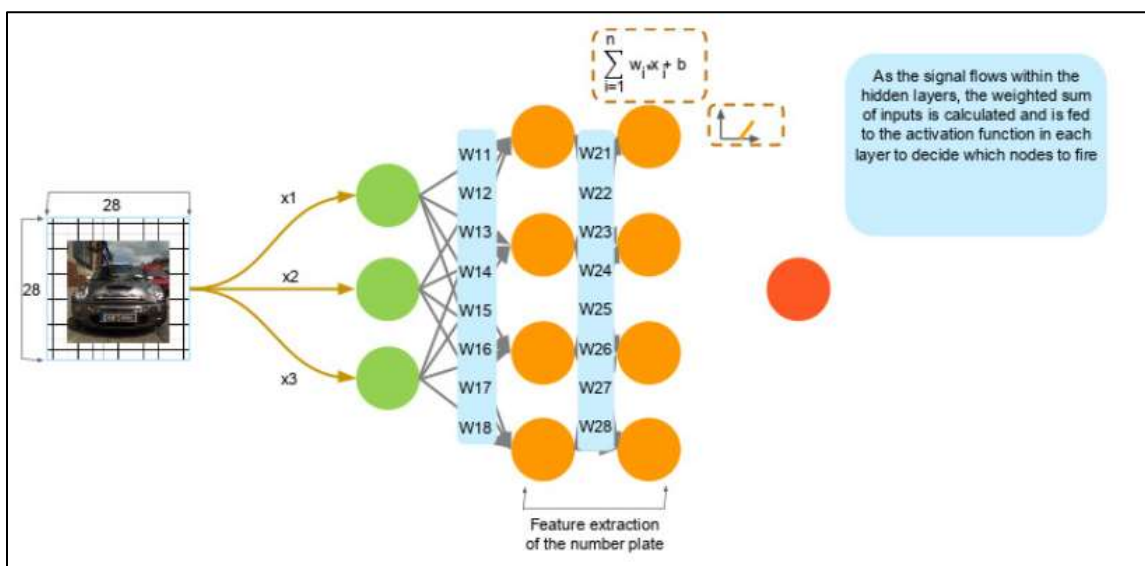 n
∑ wᵢ*xᵢ + b
i=1
As the signal flows within the
hidden layers, the weighted sum
of inputs is calculated and is fed
to the activation function in each
layer to decide which nodes to fire
28
28
x1
x2
x3
W11
W12
W13
W14
W15
W16
W17
W18
W21
W22
W23
W24
W25
W26
W27
W28
Feature extraction
of the number plate